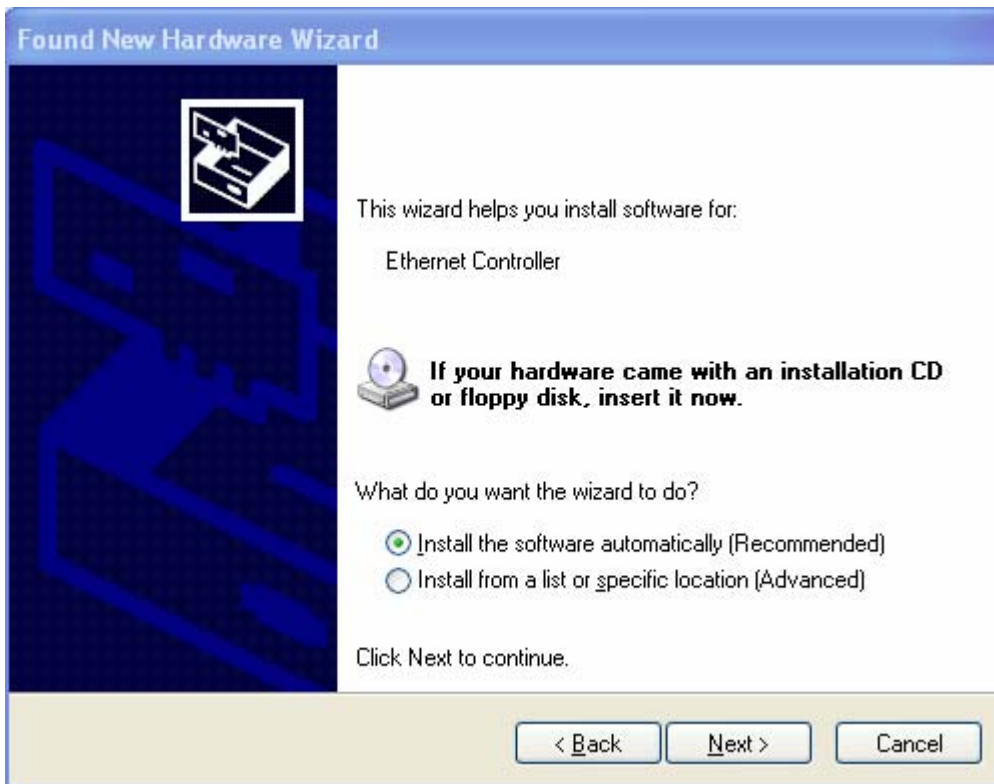 Found New Hardware Wizard
This wizard helps you install software for:
Ethernet Controller
If your hardware came with an installation CD
or floppy disk, insert it now.
What do you want the wizard to do?
Install the software automatically (Recommended)
Install from a list or specific location (Advanced)
Click Next to continue.
< Back Next > Cancel